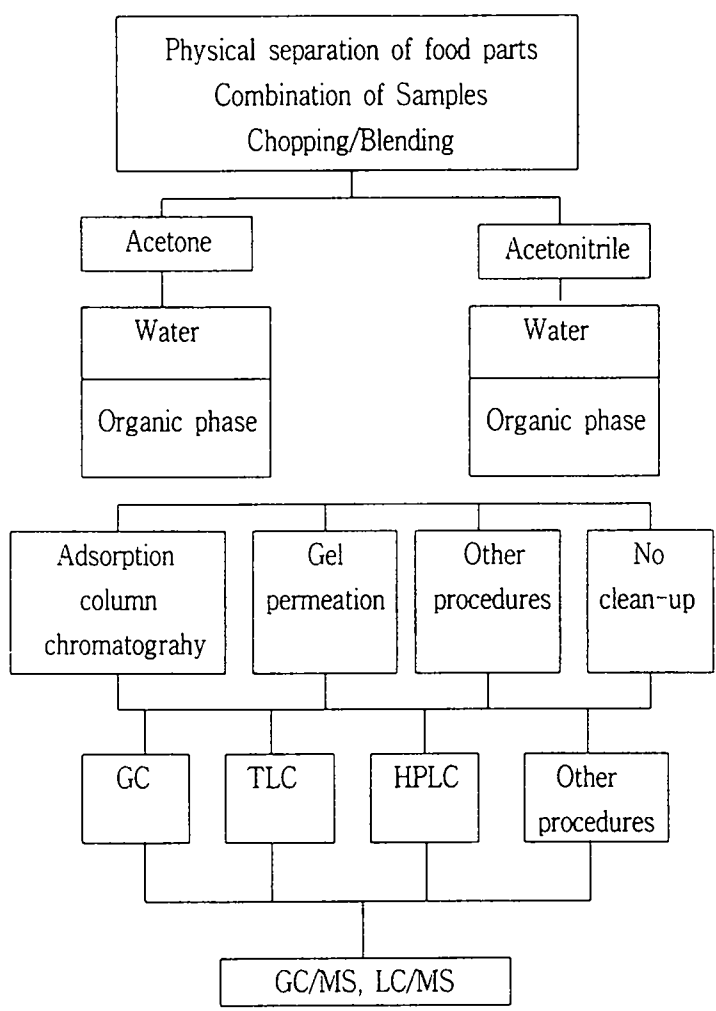 Physical separation of food parts
Combination of Samples
Chopping/Blending
Acetone
Acetonitrile
Water
Organic phase
Water
Organic phase
Adsorption
column
chromatograhy
Gel
permeation
Other
procedures
No
clean-up
GC
TLC
HPLC
Other
procedures
GC/MS, LC/MS